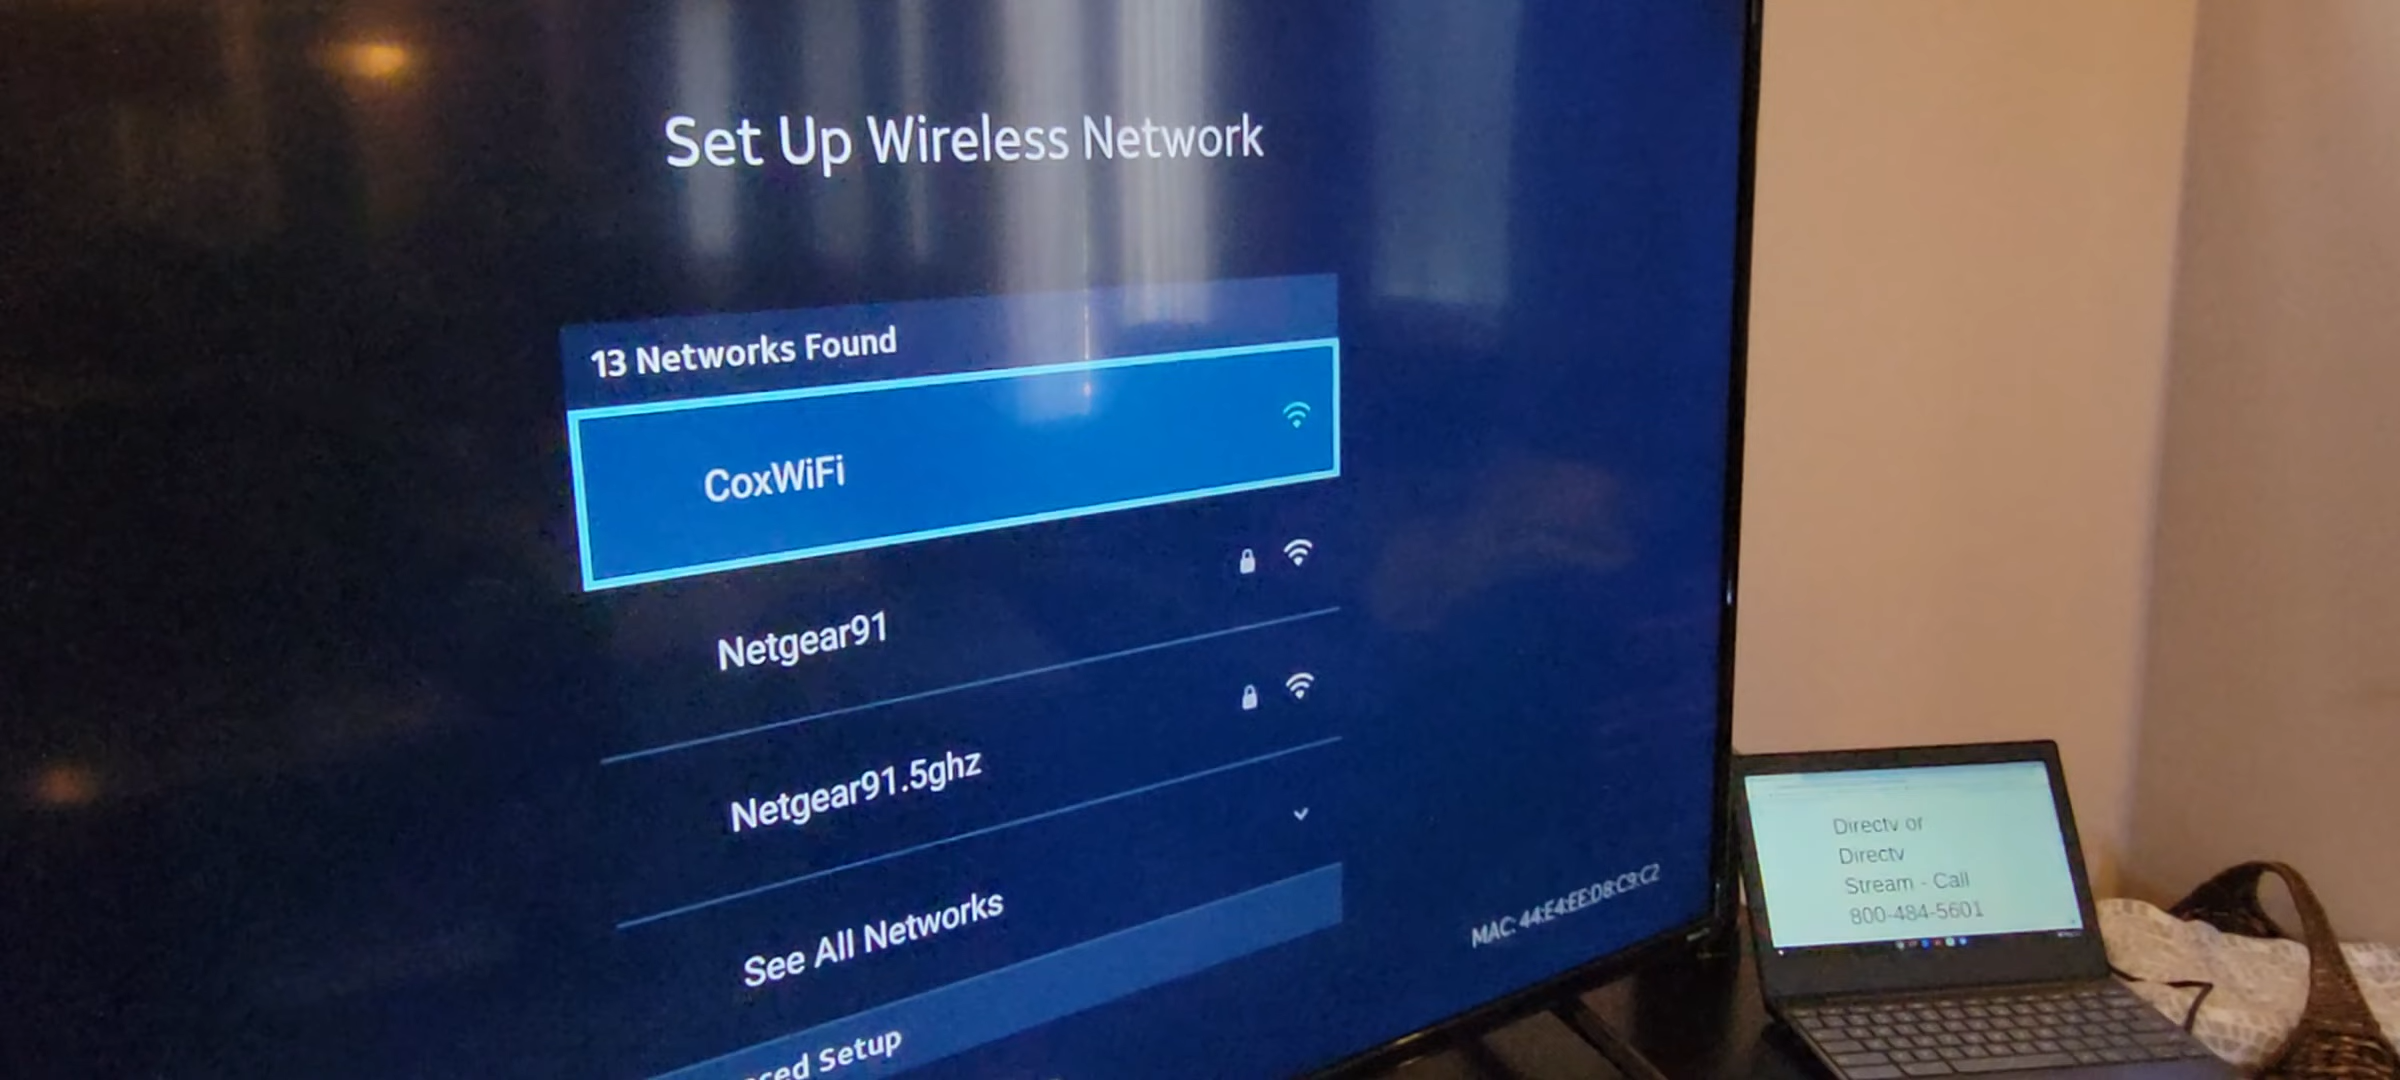 Set Up Wireless Network
13 Networks Found
CoxWiFi
Netgear91
Netgear91.5ghz
See All Networks
ced Setup
MAC: 44:E4:EE:D8:C9:C2
Directv or
Directv
Stream - Call
800-484-5601